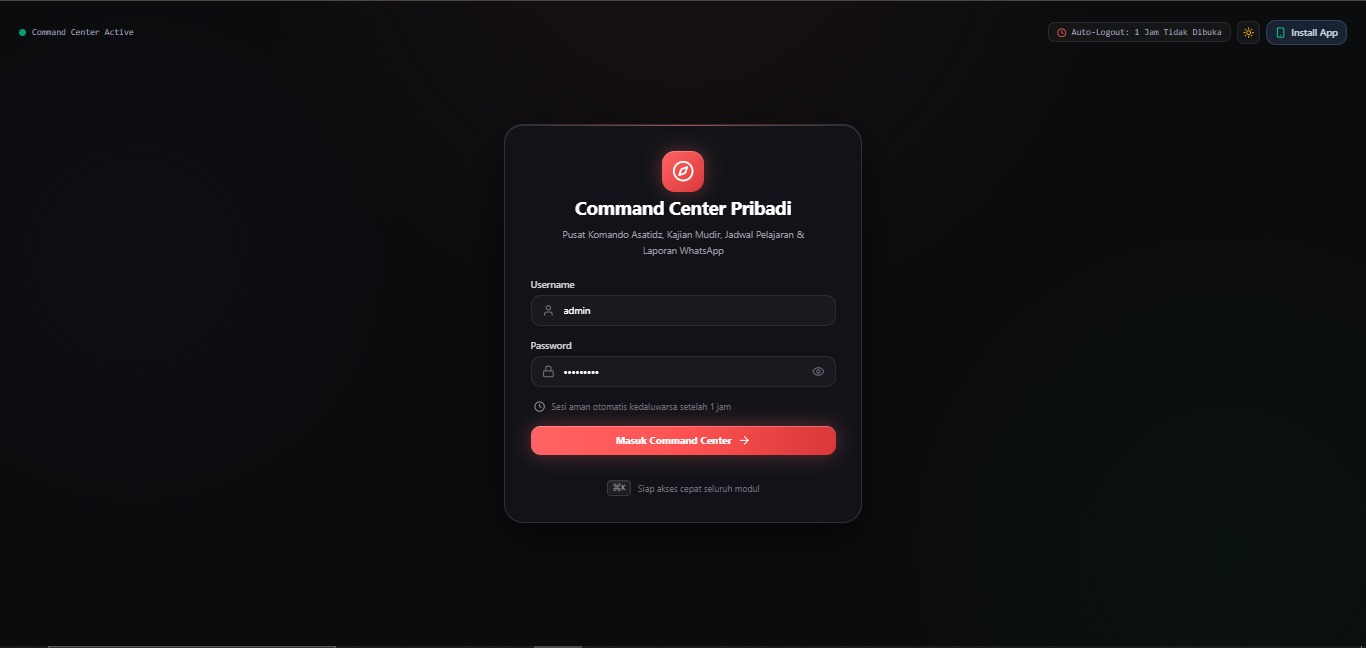 Command Center Active
Auto-Logout: 1 Jam Tidak Dibuka
Install App
Command Center Pribadi
Pusat Komando Asatidz, Kajian Mudir, Jadwal Pelajaran &
Laporan WhatsApp
Username
admin
Password
•••••••••
Sesi aman otomatis kedaluwarsa setelah 1 jam
Masuk Command Center →
⌘K Siap akses cepat seluruh modul